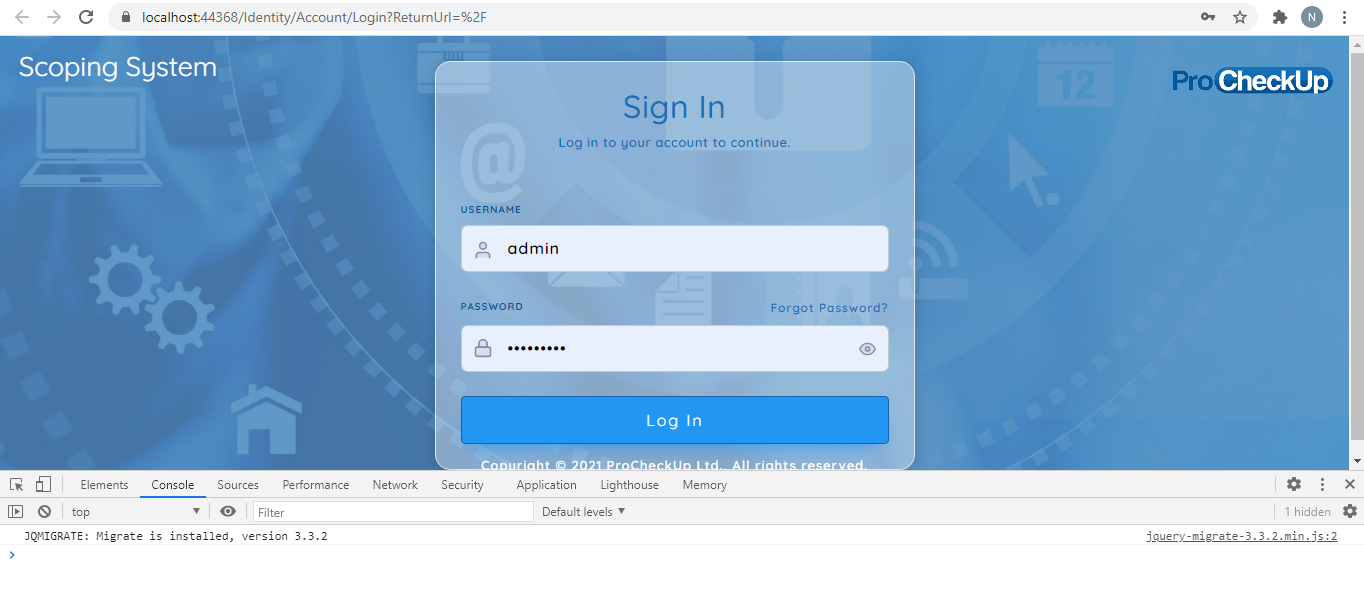 localhost:44368/Identity/Account/Login?ReturnUrl=%2F
N
Scoping System
ProCheckUp
12
@
Sign In
Log in to your account to continue.
USERNAME
admin
PASSWORD Forgot Password?
•••••••••
Log In
Copyright © 2021 ProCheckUp Ltd.. All rights reserved.
Elements Console Sources Performance Network Security Application Lighthouse Memory
top Filter Default levels 1 hidden
JQMIGRATE: Migrate is installed, version 3.3.2 jquery-migrate-3.3.2.min.js:2